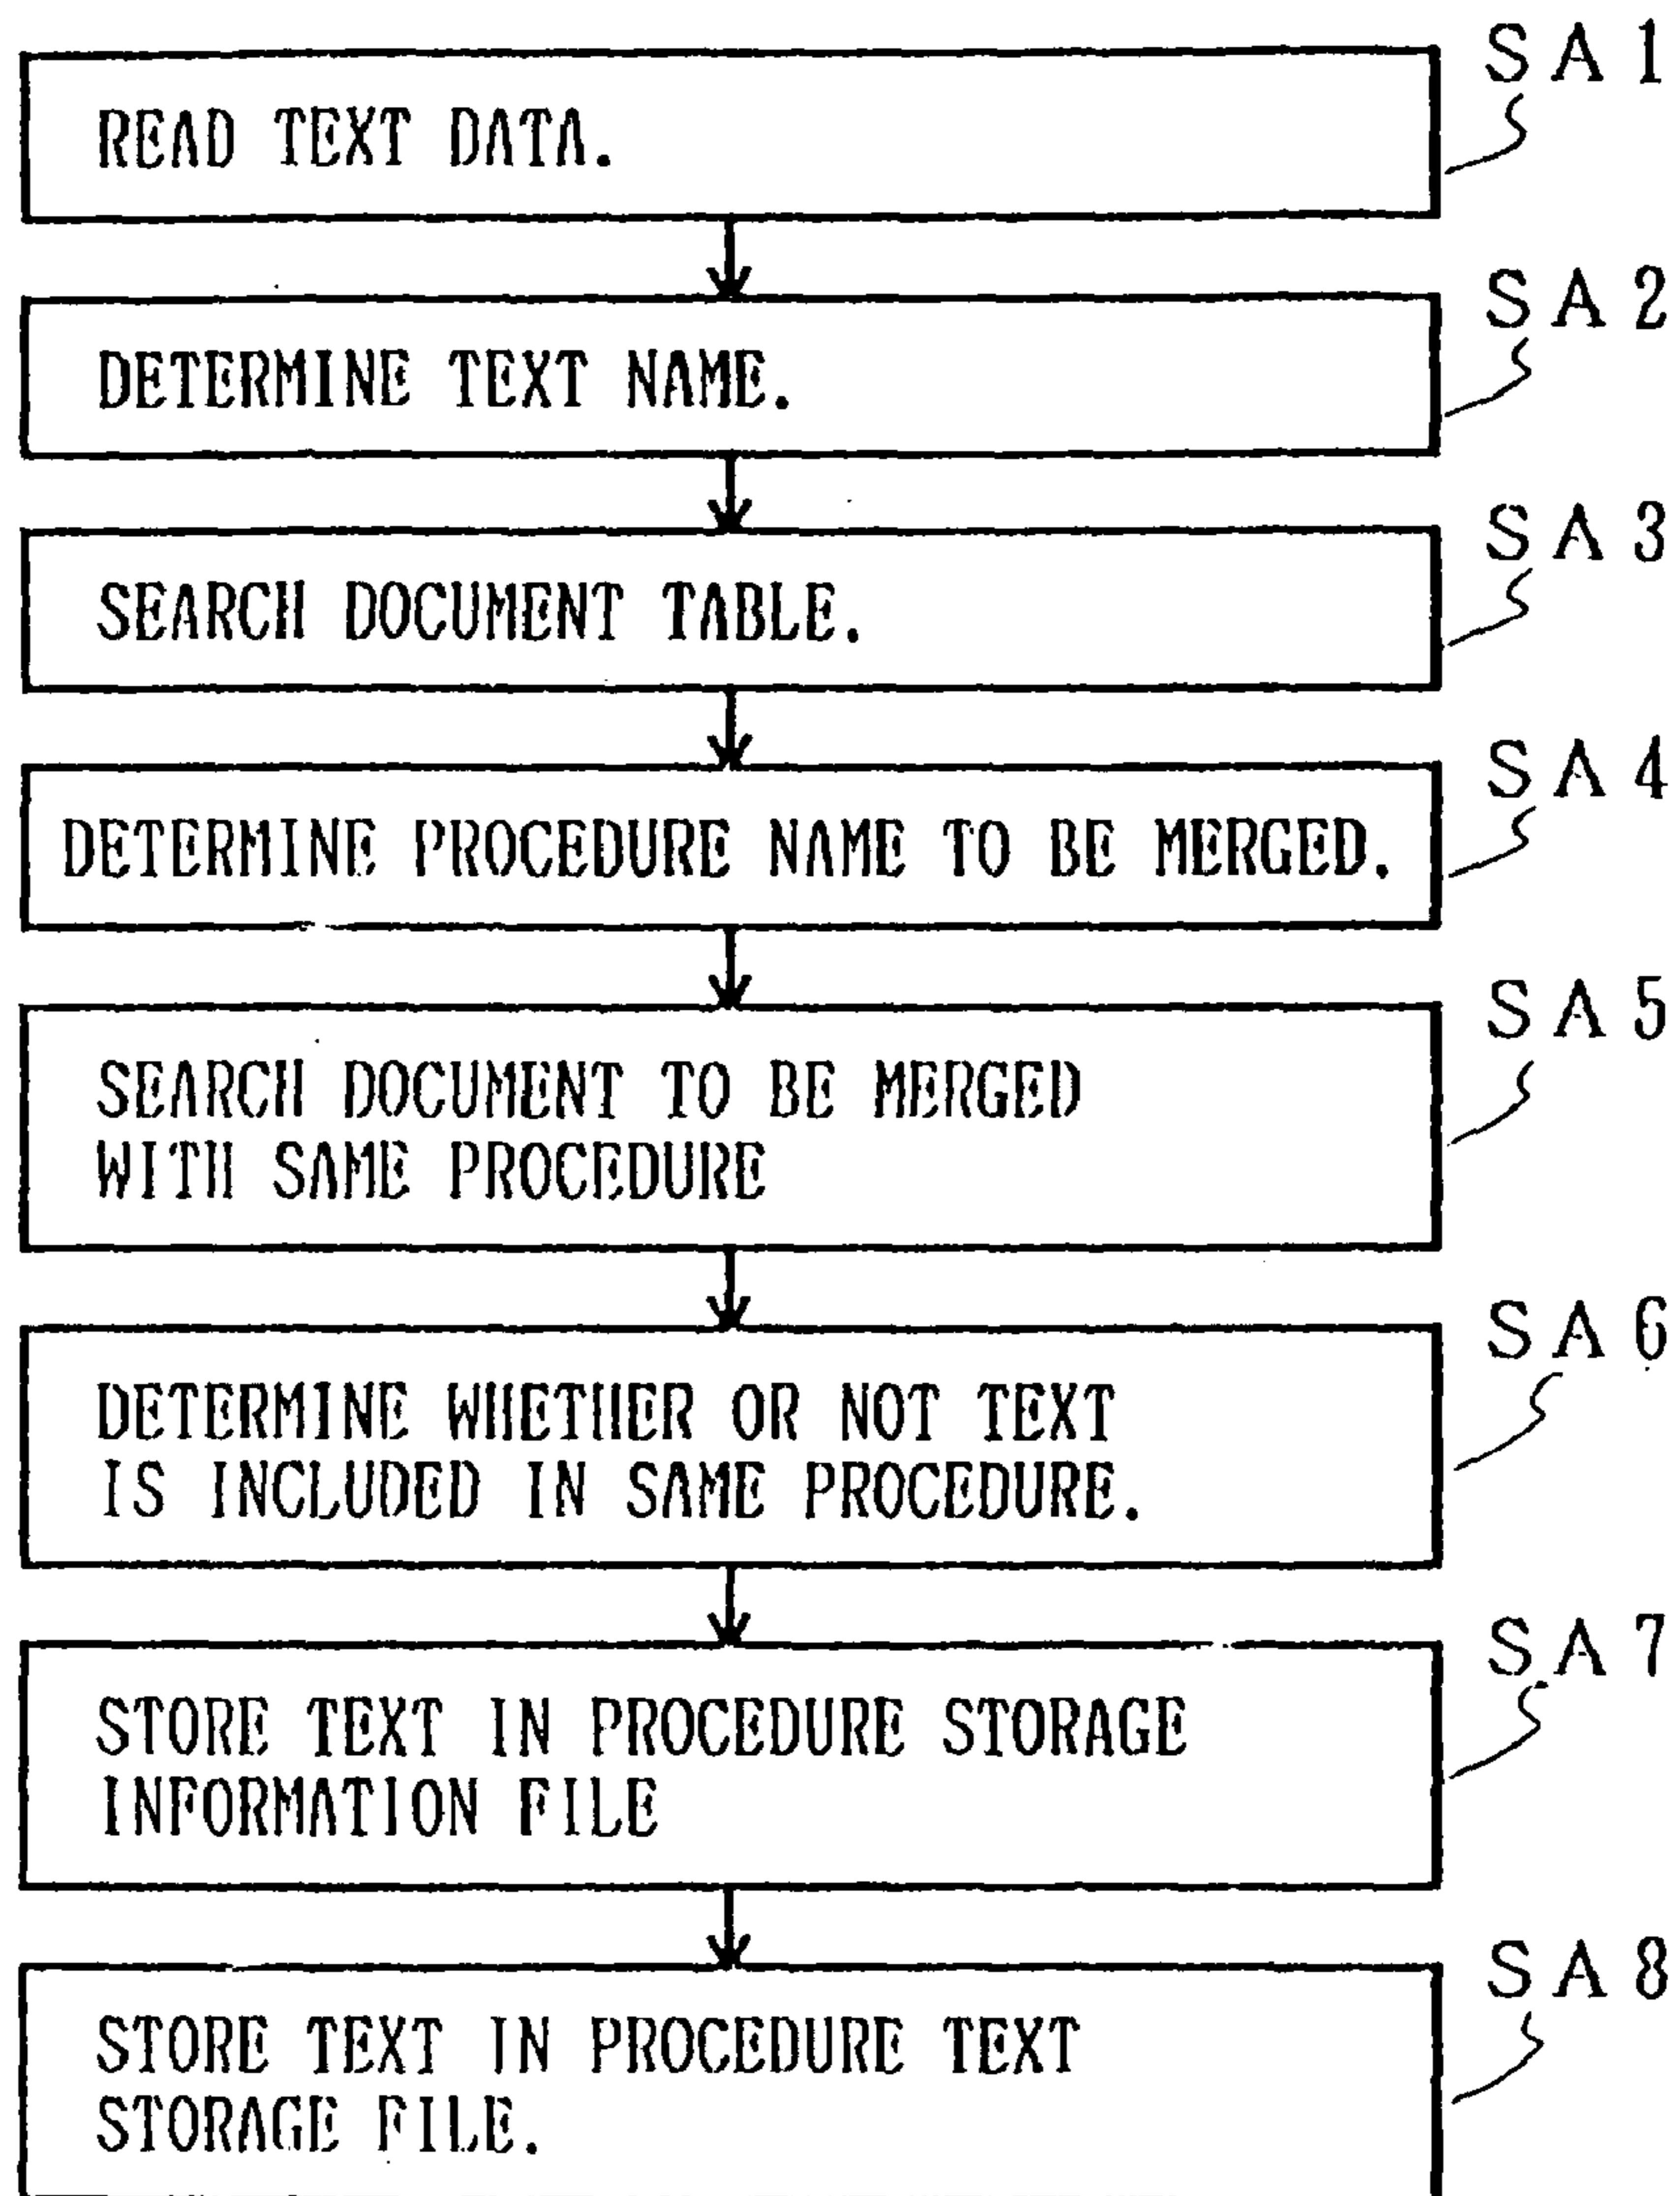 SA1
READ TEXT DATA.
SA2
DETERMINE TEXT NAME.
SA3
SEARCH DOCUMENT TABLE.
SA4
DETERMINE PROCEDURE NAME TO BE MERGED.
SA5
SEARCH DOCUMENT TO BE MERGED
WITH SAME PROCEDURE
SA6
DETERMINE WHETHER OR NOT TEXT
IS INCLUDED IN SAME PROCEDURE.
SA7
STORE TEXT IN PROCEDURE STORAGE
INFORMATION FILE
SA8
STORE TEXT IN PROCEDURE TEXT
STORAGE FILE.